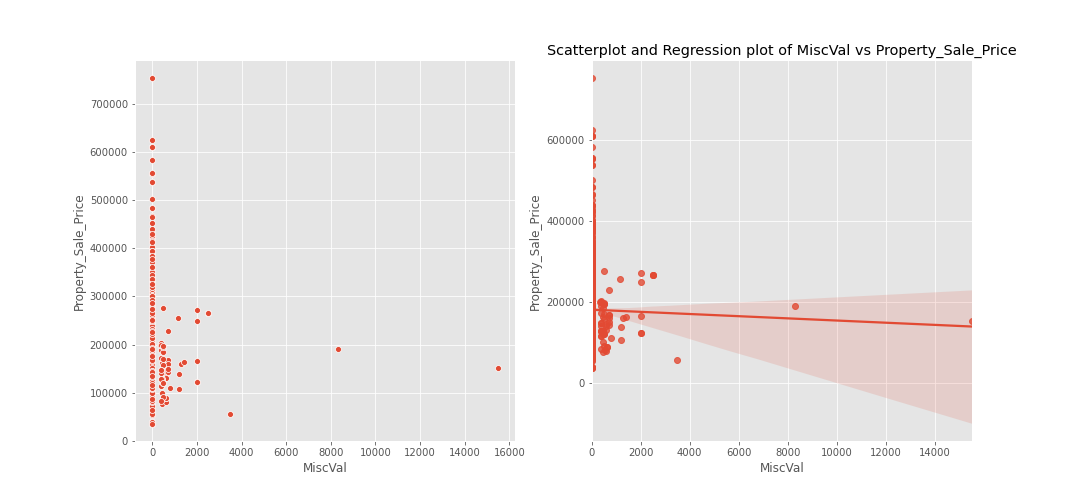 Scatterplot and Regression plot of MiscVal vs Property_Sale_Price
700000
600000
500000
400000
300000
200000
100000
0
Property_Sale_Price
0 2000 4000 6000 8000 10000 12000 14000 16000
MiscVal
600000
400000
200000
0
Property_Sale_Price
0 2000 4000 6000 8000 10000 12000 14000
MiscVal